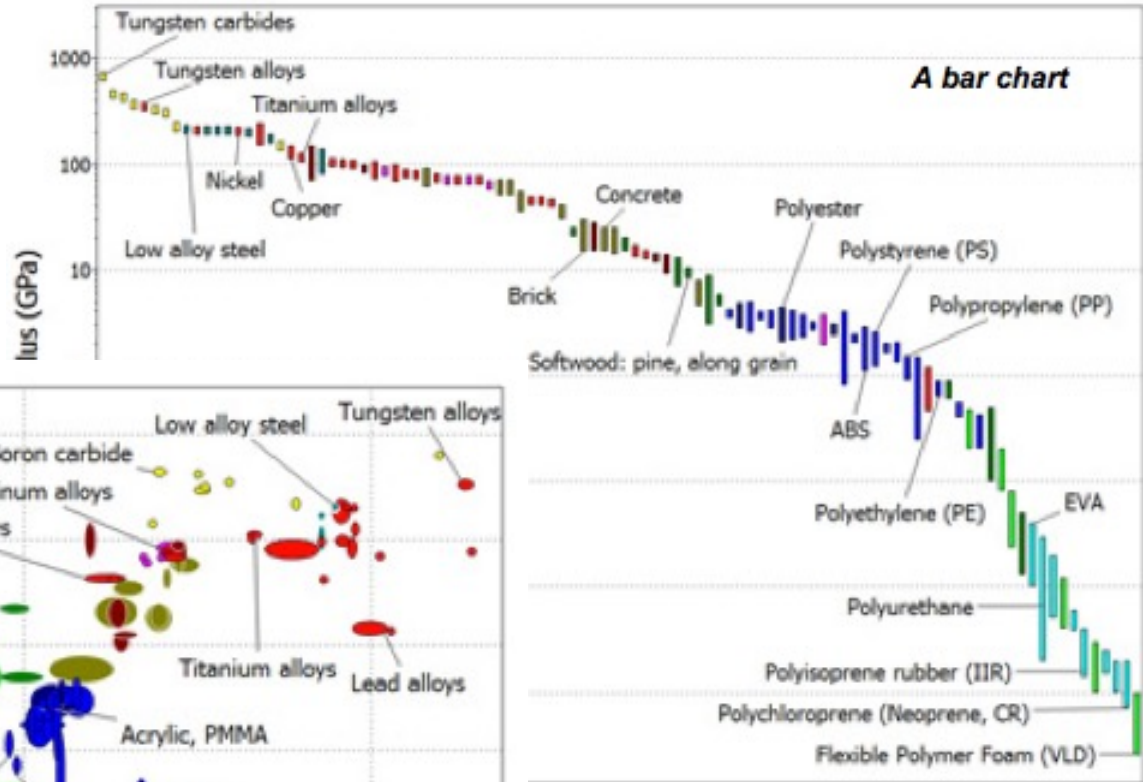 Tungsten carbides
1000
Tungsten alloys
A bar chart
Titanium alloys
100
Nickel
Copper
Concrete
Polyester
Low alloy steel
Polystyrene (PS)
10
Brick
Polypropylene (PP)
lus (GPa)
Softwood: pine, along grain
ABS
Polyethylene (PE)
EVA
Polyurethane
Polyisoprene rubber (IIR)
Polychloroprene (Neoprene, CR)
Flexible Polymer Foam (VLD)
Tungsten alloys
Low alloy steel
oron carbide
num alloys
s
Titanium alloys
Lead alloys
Acrylic, PMMA